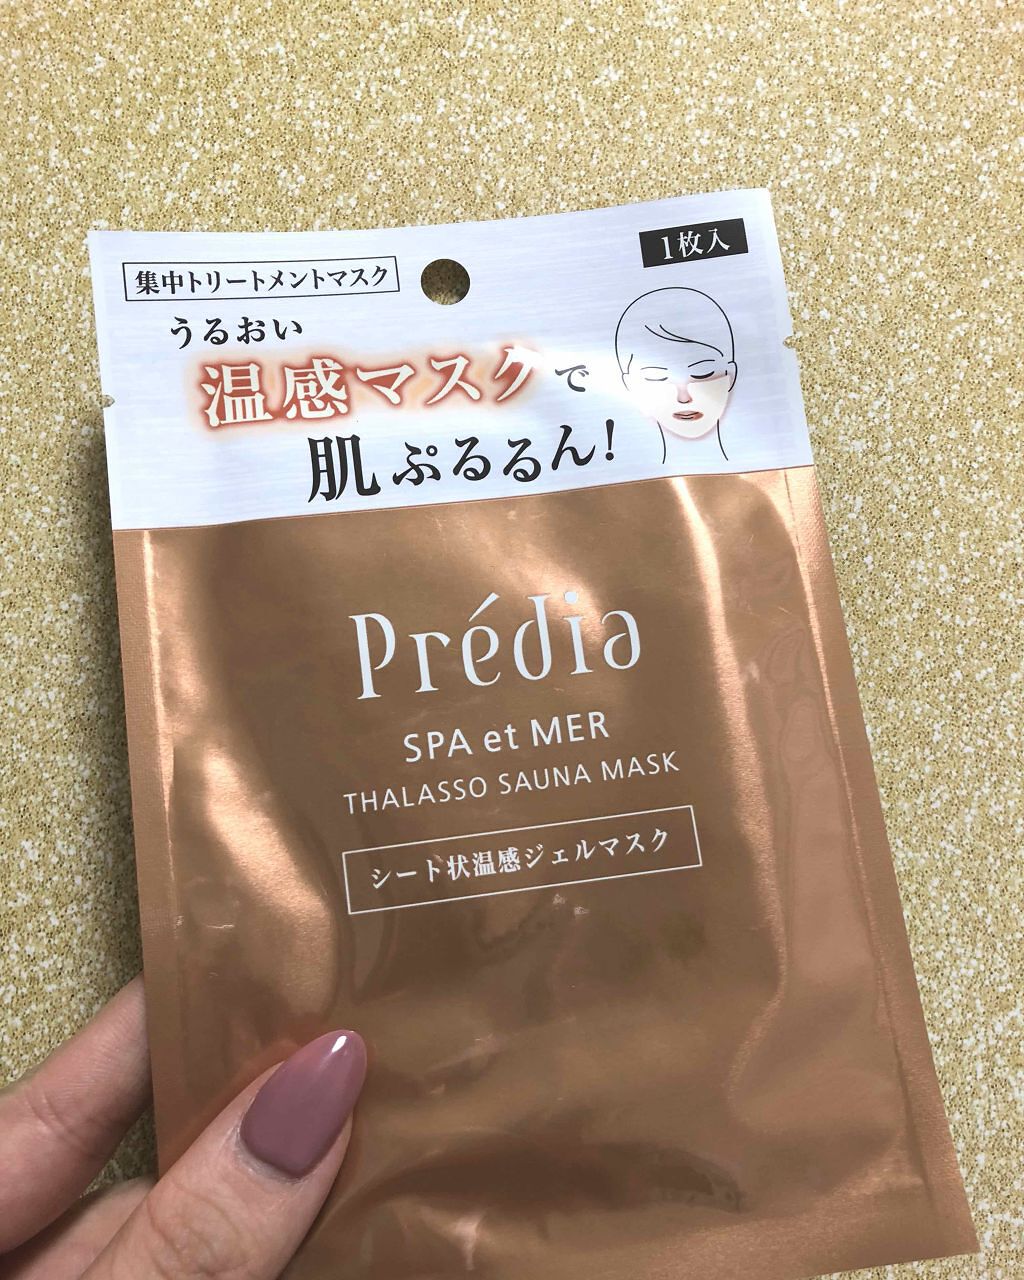 集中トリートメントマスク
1枚入
うるおい
温感マスクで
肌ぷるるん!
Prédia
SPA et MER
THALASSO SAUNA MASK
シート状温感ジェルマスク